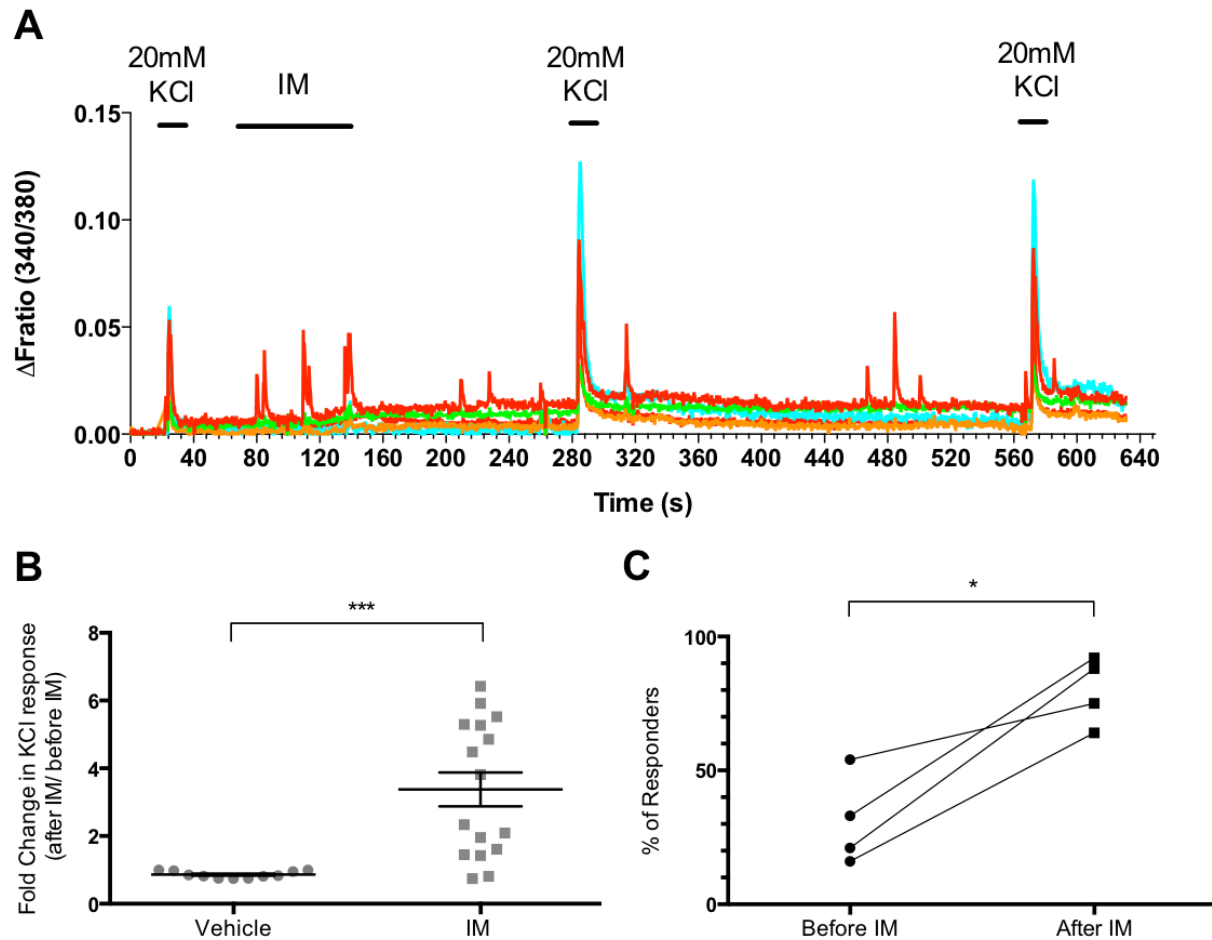 A
20mM
KCl
IM
20mM
KCl
20mM
KCl
0.15
0.10
0.05
0.00
ΔFratio (340/380)
0 40 80 120 160 200 240 280 320 360 400 440 480 520 560 600 640
Time (s)
B
***
8
6
4
2
0
Fold Change in KCl response
(after IM/ before IM)
Vehicle IM
C
*
100
50
0
% of Responders
Before IM After IM